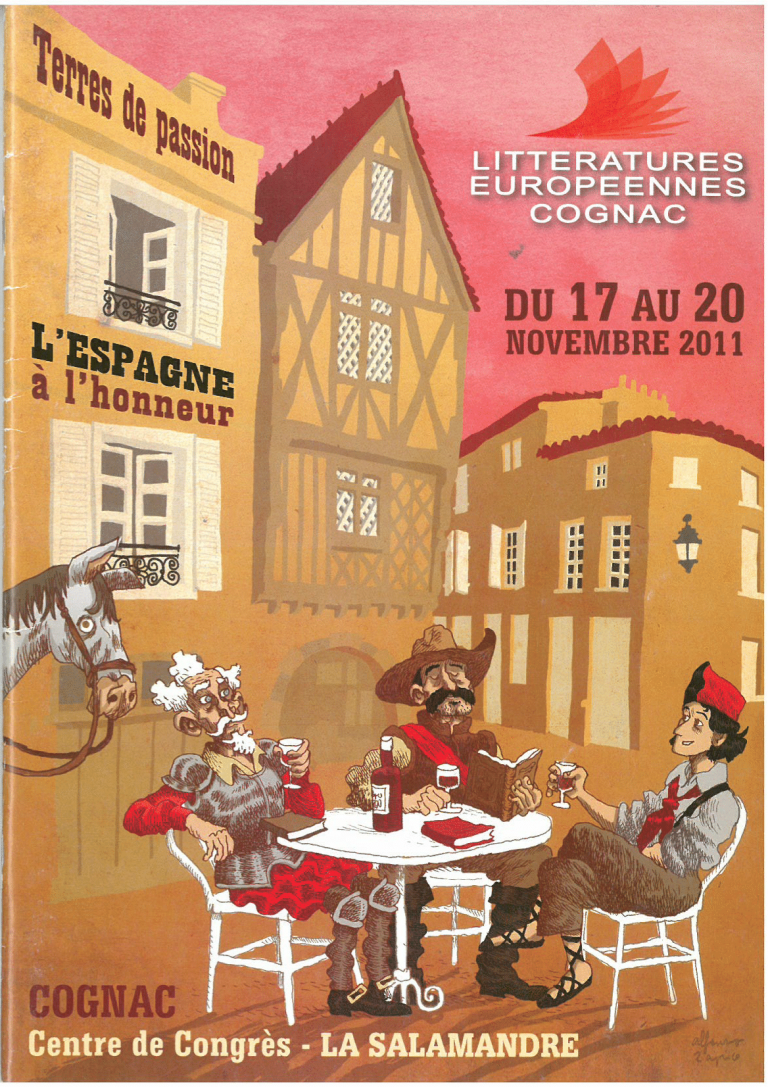 Terres de passion
LITTERATURES
EUROPEENNES
COGNAC
DU 17 AU 20
NOVEMBRE 2011
L'ESPAGNE
à l'honneur
COGNAC
Centre de Congrès - LA SALAMANDRE